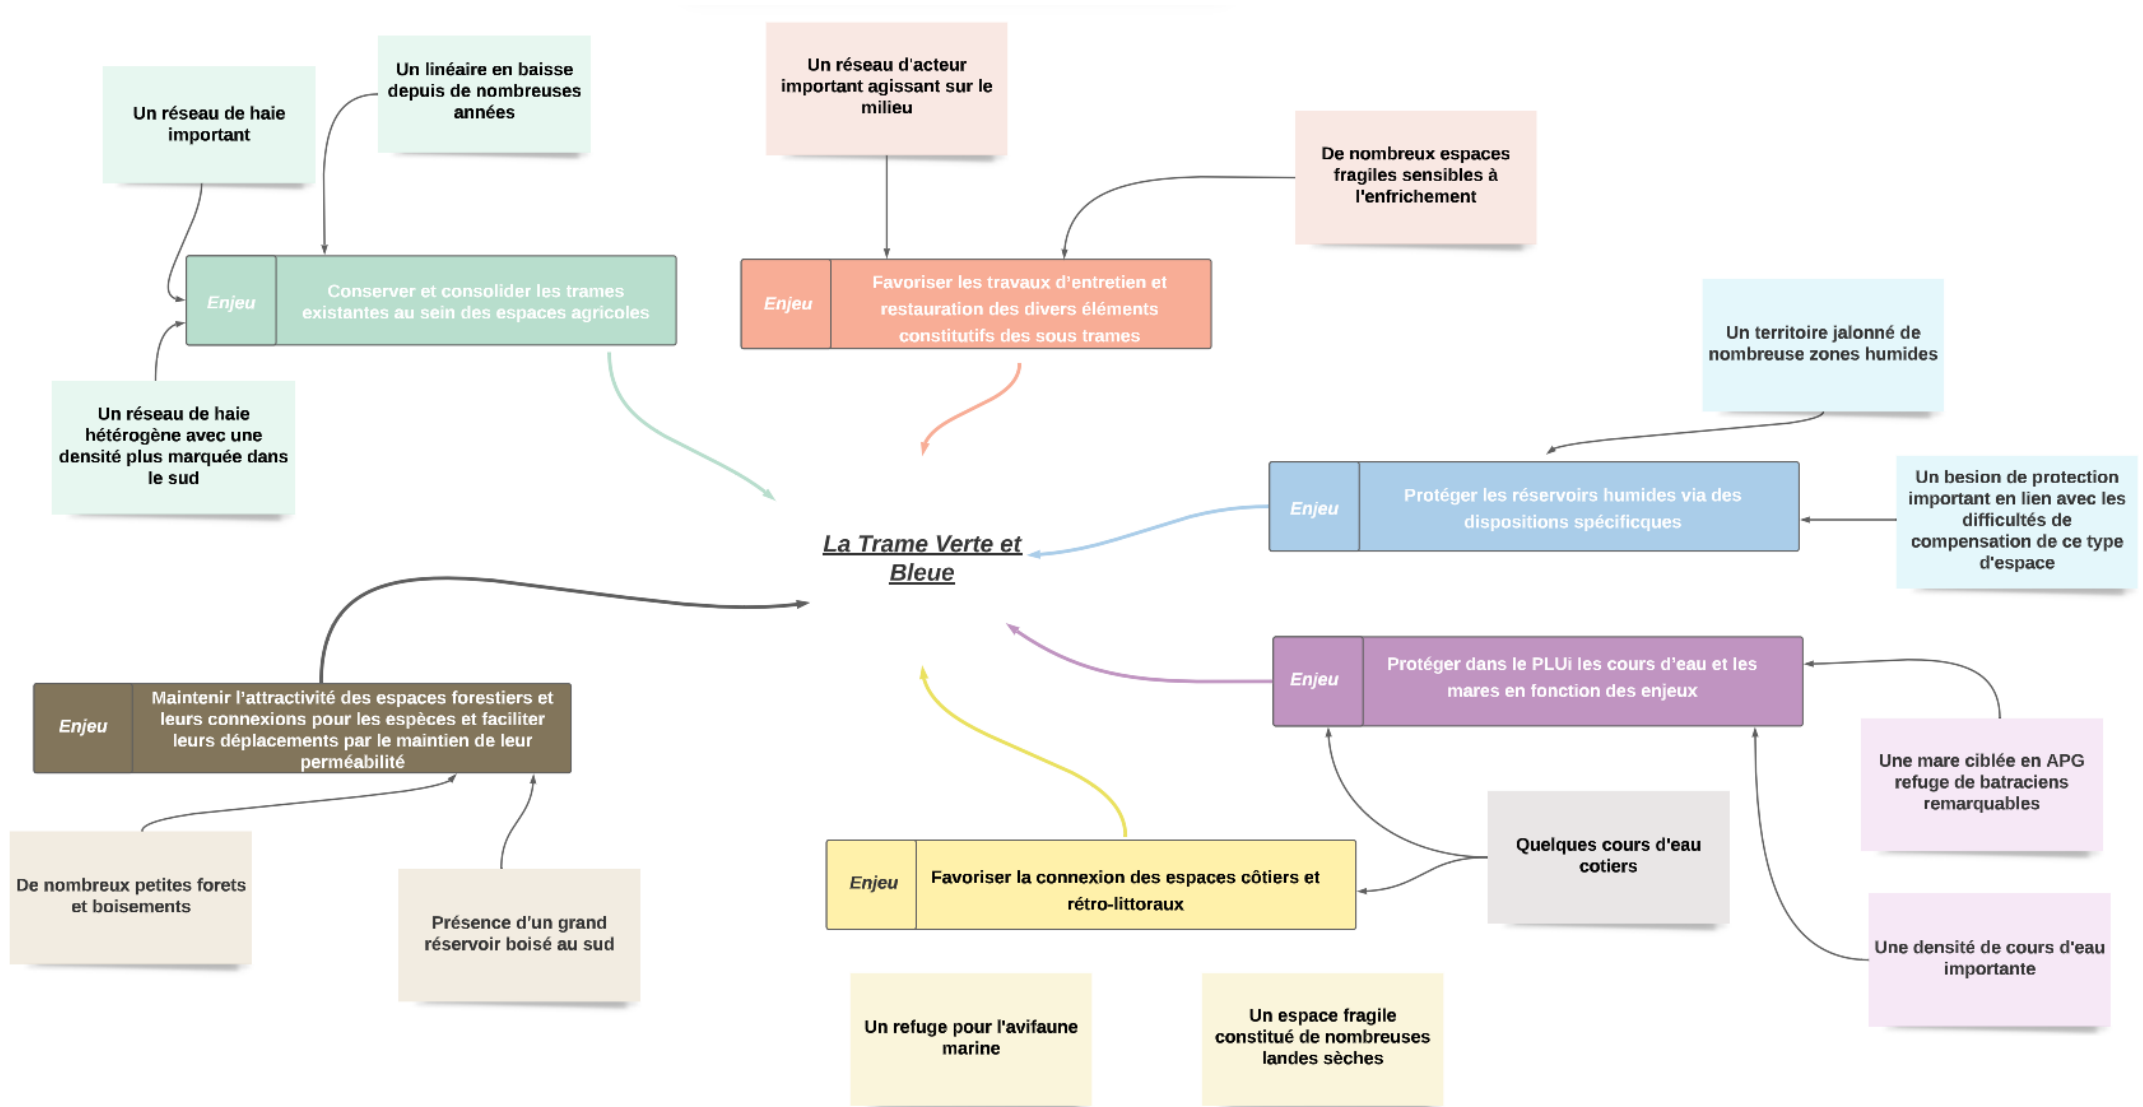 Un réseau de haie
important
Un linéaire en baisse
depuis de nombreuses
années
Un réseau d'acteur
important agissant sur le
milieu
De nombreux espaces
fragiles sensibles à
l'enfrichement
Enjeu
Conserver et consolider les trames
existantes au sein des espaces agricoles
Enjeu
Favoriser les travaux d'entretien et
restauration des divers éléments
constitutifs des sous trames
Un territoire jalonné de
nombreuse zones humides
Un réseau de haie
hétérogène avec une
densité plus marquée dans
le sud
Enjeu
Protéger les réservoirs humides via des
dispositions spécificques
Un besion de protection
important en lien avec les
difficultés de
compensation de ce type
d'espace
La Trame Verte et
Bleue
Enjeu
Protéger dans le PLUi les cours d'eau et les
mares en fonction des enjeux
Enjeu
Maintenir l'attractivité des espaces forestiers et
leurs connexions pour les espèces et faciliter
leurs déplacements par le maintien de leur
perméabilité
Une mare ciblée en APG
refuge de batraciens
remarquables
De nombreux petites forets
et boisements
Présence d'un grand
réservoir boisé au sud
Enjeu
Favoriser la connexion des espaces côtiers et
rétro-littoraux
Quelques cours d'eau
cotiers
Une densité de cours d'eau
importante
Un refuge pour l'avifaune
marine
Un espace fragile
constitué de nombreuses
landes sèches